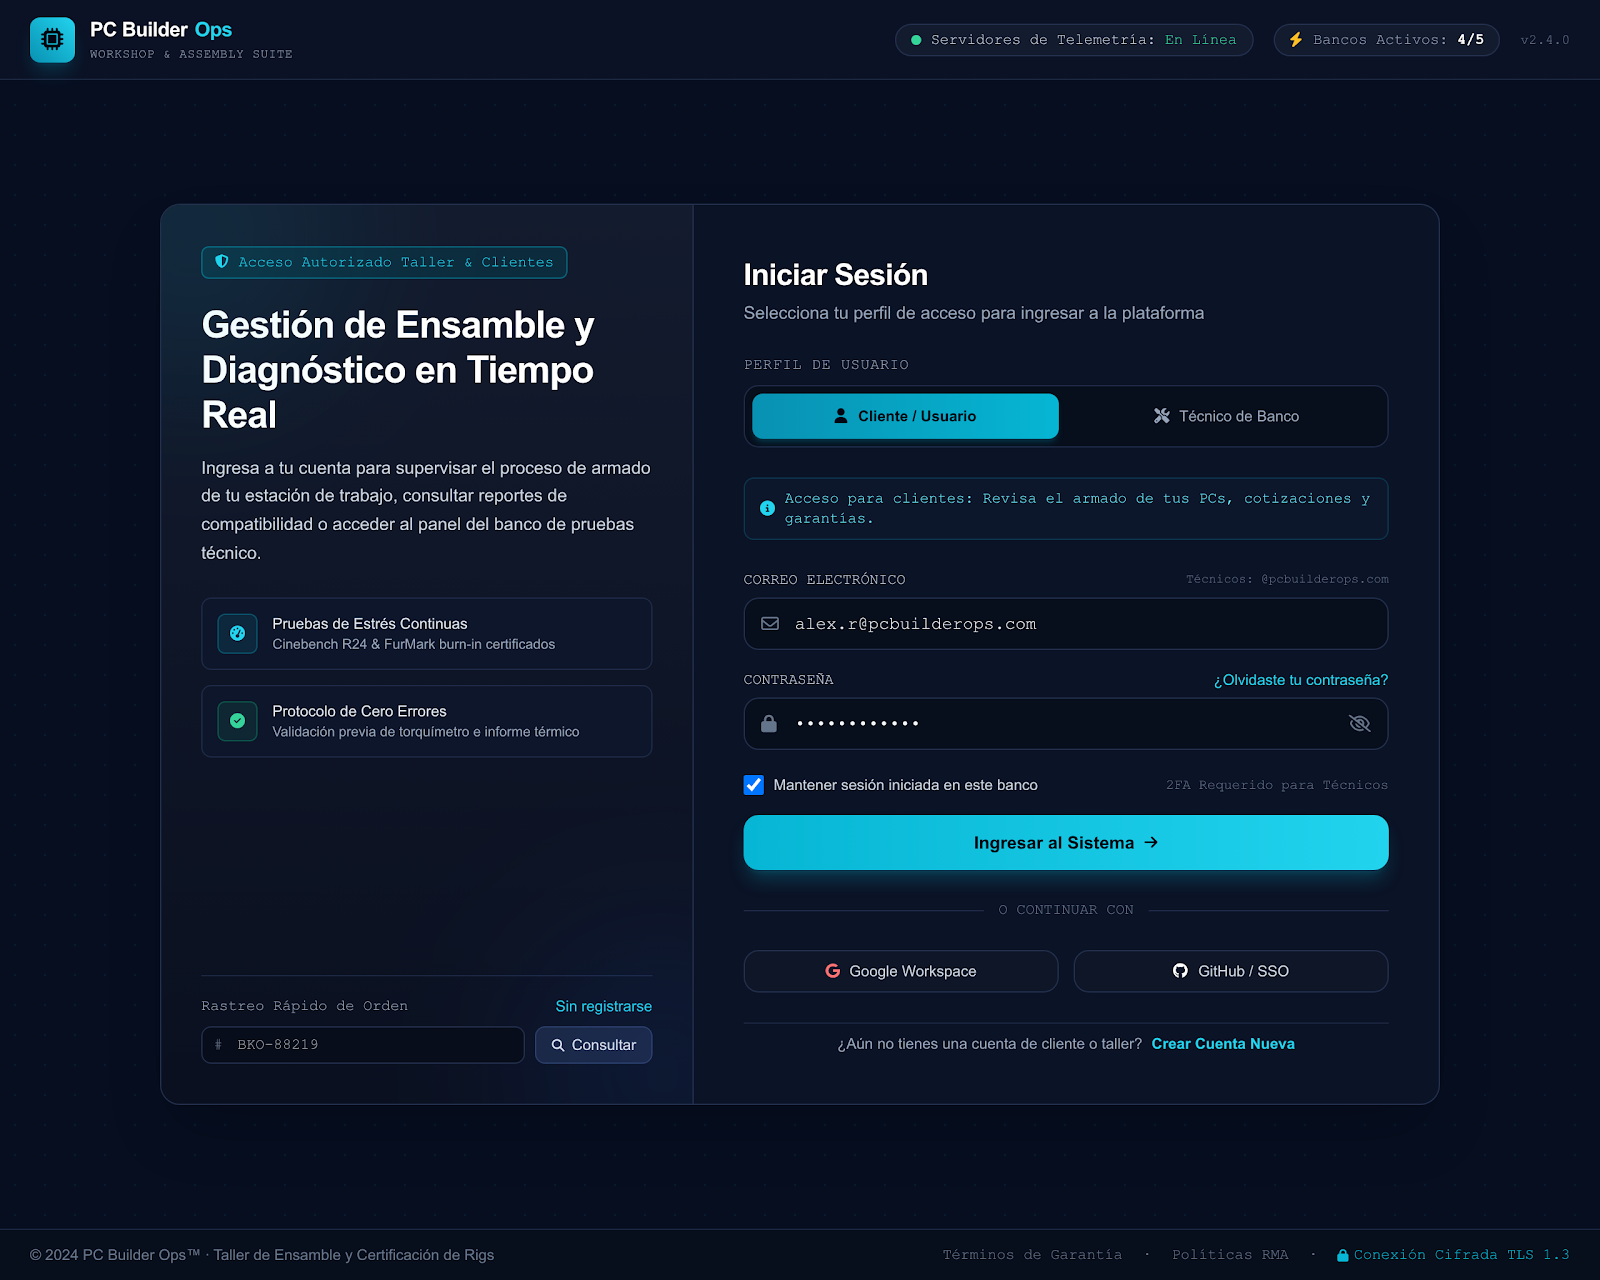 PC Builder Ops
WORKSHOP & ASSEMBLY SUITE
Servidores de Telemetría: En Línea
Bancos Activos: 4/5
v2.4.0
Acceso Autorizado Taller & Clientes
Gestión de Ensamble y
Diagnóstico en Tiempo
Real
Ingresa a tu cuenta para supervisar el proceso de armado
de tu estación de trabajo, consultar reportes de
compatibilidad o acceder al panel del banco de pruebas
técnico.
Pruebas de Estrés Continuas
Cinebench R24 & FurMark burn-in certificados
Protocolo de Cero Errores
Validación previa de torquímetro e informe térmico
Rastreo Rápido de Orden
Sin registrarse
# BKO-88219
Consultar
Iniciar Sesión
Selecciona tu perfil de acceso para ingresar a la plataforma
PERFIL DE USUARIO
Cliente / Usuario
Técnico de Banco
Acceso para clientes: Revisa el armado de tus PCs, cotizaciones y
garantías.
CORREO ELECTRÓNICO
Técnicos: @pcbuilderops.com
alex.r@pcbuilderops.com
CONTRASEÑA
¿Olvidaste tu contraseña?
••••••••••••
Mantener sesión iniciada en este banco
2FA Requerido para Técnicos
Ingresar al Sistema →
O CONTINUAR CON
Google Workspace
GitHub / SSO
¿Aún no tienes una cuenta de cliente o taller? Crear Cuenta Nueva
© 2024 PC Builder Ops™ · Taller de Ensamble y Certificación de Rigs
Términos de Garantía · Políticas RMA · Conexión Cifrada TLS 1.3